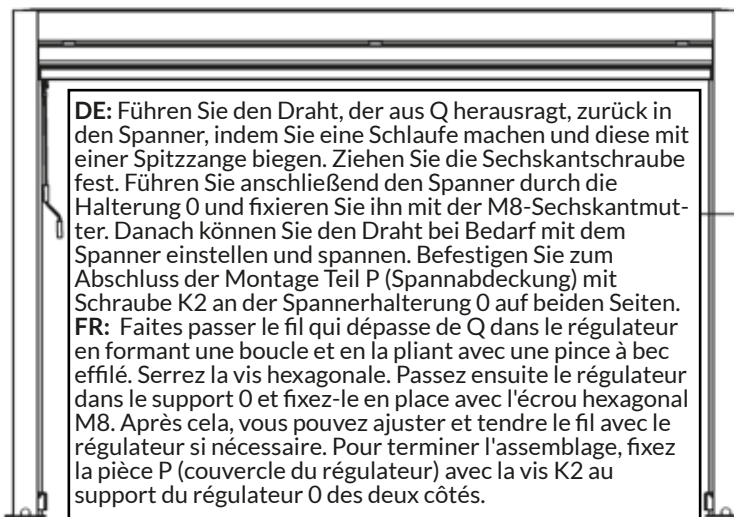 DE: Führen Sie den Draht, der aus Q herausragt, zurück in
den Spanner, indem Sie eine Schlaufe machen und diese mit
einer Spitzzange biegen. Ziehen Sie die Sechskantschraube
fest. Führen Sie anschließend den Spanner durch die
Halterung 0 und fixieren Sie ihn mit der M8-Sechskantmut-
ter. Danach können Sie den Draht bei Bedarf mit dem
Spanner einstellen und spannen. Befestigen Sie zum
Abschluss der Montage Teil P (Spannabdeckung) mit
Schraube K2 an der Spannerhalterung 0 auf beiden Seiten.
FR: Faites passer le fil qui dépasse de Q dans le régulateur
en formant une boucle et en la pliant avec une pince à bec
effilé. Serrez la vis hexagonale. Passez ensuite le régulateur
dans le support 0 et fixez-le en place avec l'écrou hexagonal
M8. Après cela, vous pouvez ajuster et tendre le fil avec le
régulateur si nécessaire. Pour terminer l'assemblage, fixez
la pièce P (couvercle du régulateur) avec la vis K2 au
support du régulateur 0 des deux côtés.